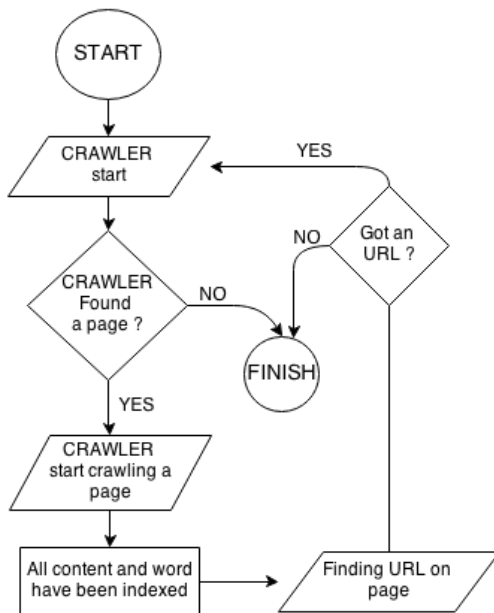 START
CRAWLER
start
YES
Got an
URL ?
NO
CRAWLER
Found
a page ?
NO
FINISH
YES
CRAWLER
start crawling a
page
All content and word
have been indexed
Finding URL on
page